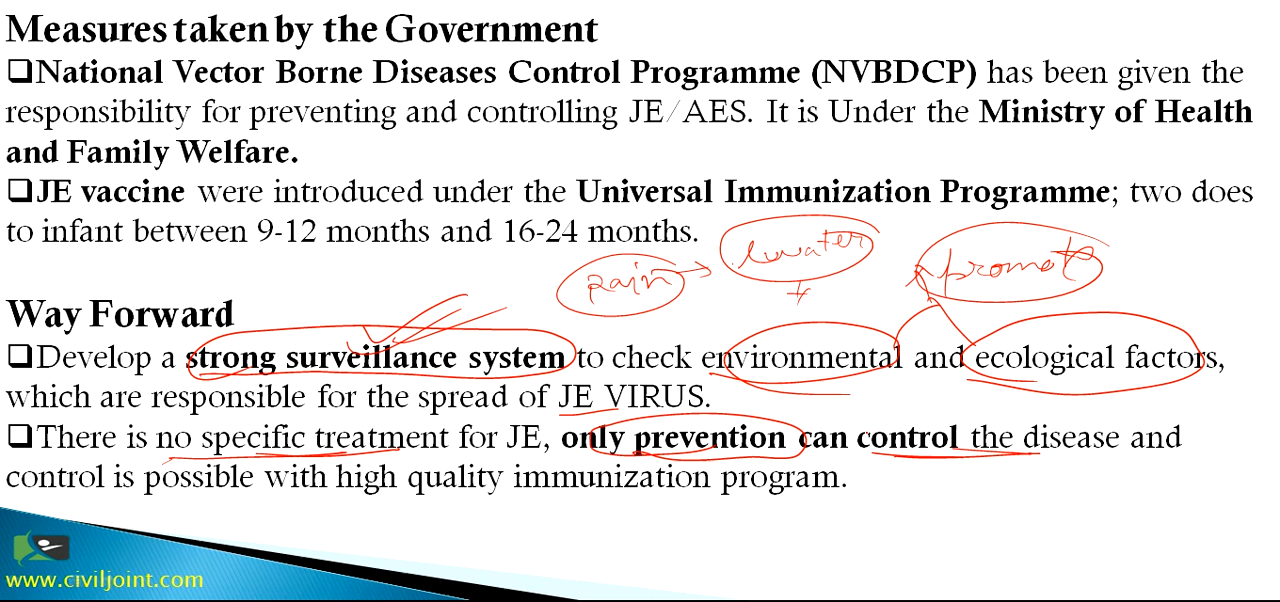 Measures taken by the Government
❑National Vector Borne Diseases Control Programme (NVBDCP) has been given the
responsibility for preventing and controlling JE/AES. It is Under the Ministry of Health
and Family Welfare.
❑JE vaccine were introduced under the Universal Immunization Programme; two does
to infant between 9-12 months and 16-24 months.
rain → water promot
+
Way Forward
❑Develop a strong surveillance system to check environmental and ecological factors,
which are responsible for the spread of JE VIRUS.
❑There is no specific treatment for JE, only prevention can control the disease and
control is possible with high quality immunization program.
www.civiljoint.com